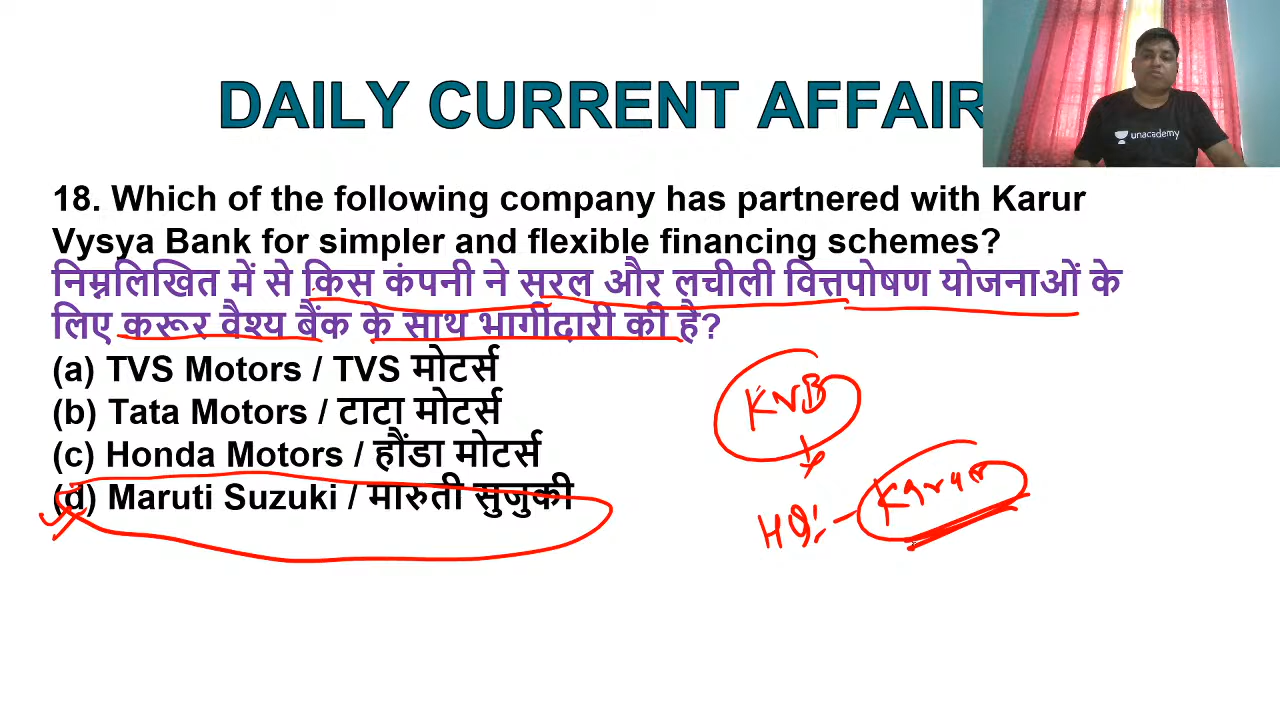 DAILY CURRENT AFFAIR
unacademy
18. Which of the following company has partnered with Karur
Vysya Bank for simpler and flexible financing schemes?
निम्नलिखित में से किस कंपनी ने सरल और लचीली वित्तपोषण योजनाओं के
लिए करूर वैश्य बैंक के साथ भागीदारी की है?
(a) TVS Motors / TVS मोटर्स
(b) Tata Motors / टाटा मोटर्स
(c) Honda Motors / हौंडा मोटर्स
(d) Maruti Suzuki / मारुती सुजुकी
KVB
HQ:- Karur